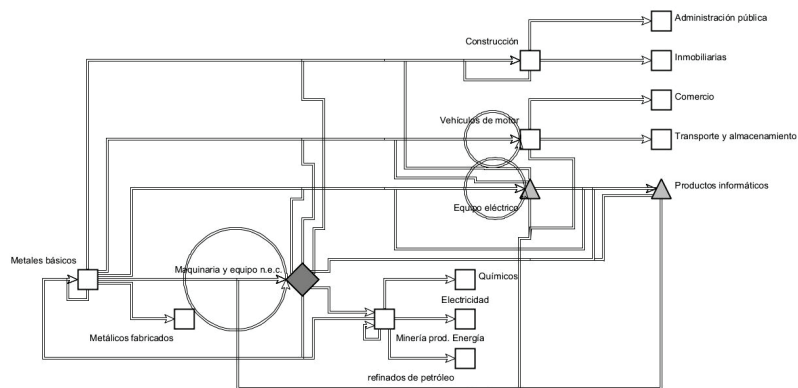 Administración pública
Construcción
Inmobiliarias
Comercio
Vehículos de motor
Transporte y almacenamiento
Productos informáticos
Equipo eléctrico
Metales básicos
Maquinaria y equipo n.e.c.
Químicos
Electricidad
Metálicos fabricados
Minería prod. Energía
refinados de petróleo